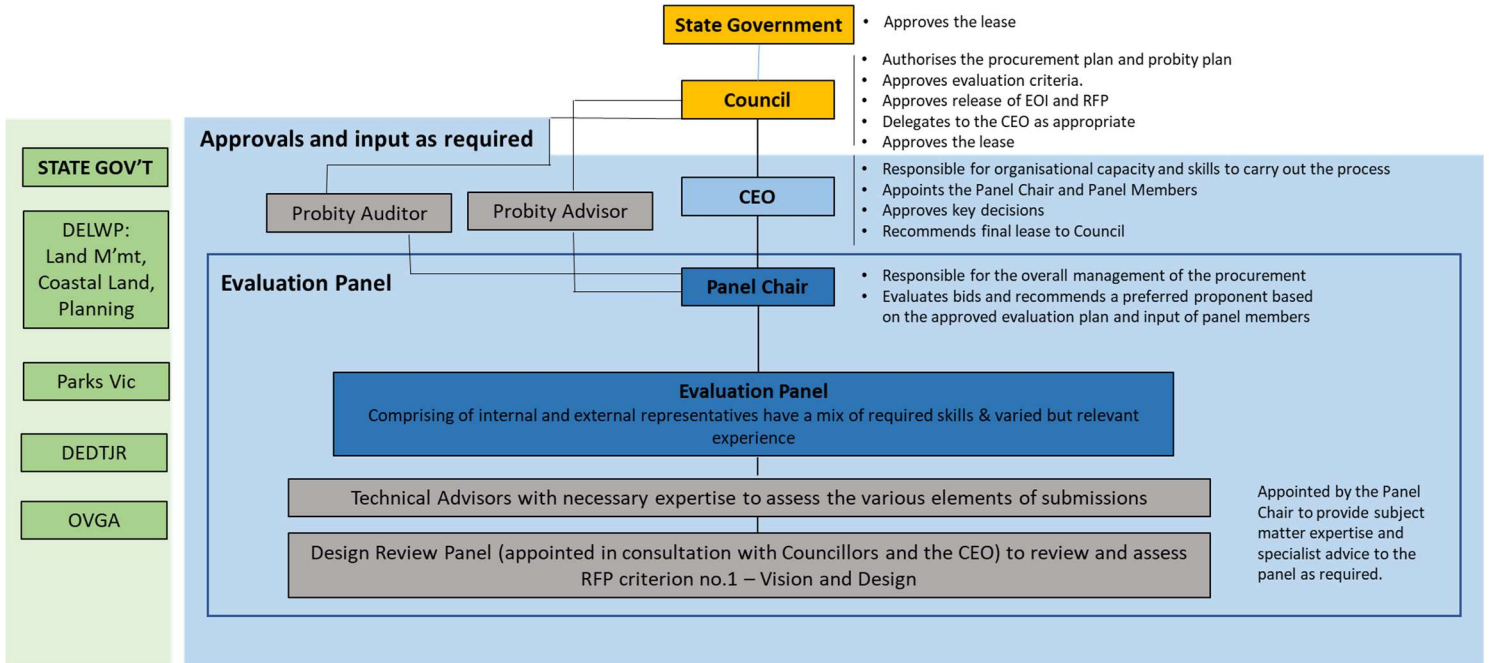 State Government
• Approves the lease
Council
• Authorises the procurement plan and probity plan
• Approves evaluation criteria.
• Approves release of EOI and RFP
• Delegates to the CEO as appropriate
• Approves the lease
Approvals and input as required
STATE GOV'T
DELWP:
Land M'mt,
Coastal Land,
Planning
Parks Vic
DEDTJR
OVGA
Probity Auditor
Probity Advisor
CEO
• Responsible for organisational capacity and skills to carry out the process
• Appoints the Panel Chair and Panel Members
• Approves key decisions
• Recommends final lease to Council
Evaluation Panel
Panel Chair
• Responsible for the overall management of the procurement
• Evaluates bids and recommends a preferred proponent based
on the approved evaluation plan and input of panel members
Evaluation Panel
Comprising of internal and external representatives have a mix of required skills & varied but relevant
experience
Technical Advisors with necessary expertise to assess the various elements of submissions
Design Review Panel (appointed in consultation with Councillors and the CEO) to review and assess
RFP criterion no.1 – Vision and Design
Appointed by the Panel
Chair to provide subject
matter expertise and
specialist advice to the
panel as required.